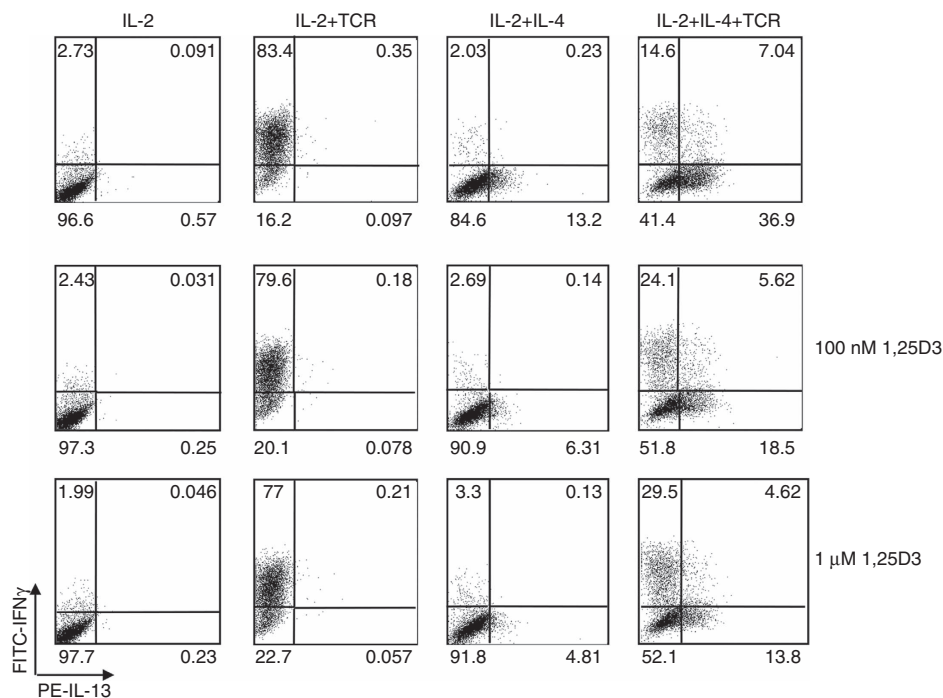 IL-2 IL-2+TCR IL-2+IL-4 IL-2+IL-4+TCR
2.73 0.091 83.4 0.35 2.03 0.23 14.6 7.04
96.6 0.57 16.2 0.097 84.6 13.2 41.4 36.9
2.43 0.031 79.6 0.18 2.69 0.14 24.1 5.62
100 nM 1,25D3
97.3 0.25 20.1 0.078 90.9 6.31 51.8 18.5
1.99 0.046 77 0.21 3.3 0.13 29.5 4.62
1 μM 1,25D3
FITC-IFNγ
97.7 0.23 22.7 0.057 91.8 4.81 52.1 13.8
PE-IL-13